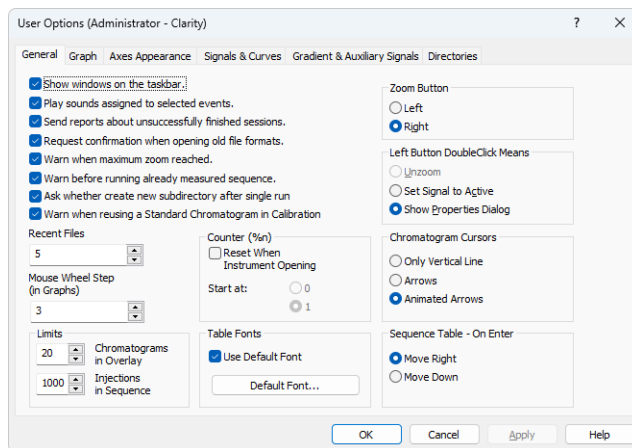 User Options (Administrator - Clarity)
?
General
Graph
Axes Appearance
Signals & Curves
Gradient & Auxiliary Signals
Directories
Show windows on the taskbar.
Play sounds assigned to selected events.
Send reports about unsuccessfully finished sessions.
Request confirmation when opening old file formats.
Warn when maximum zoom reached.
Warn before running already measured sequence.
Ask whether create new subdirectory after single run
Warn when reusing a Standard Chromatogram in Calibration
Recent Files
5
Mouse Wheel Step
(in Graphs)
3
Limits
20
Chromatograms
in Overlay
1000
Injections
in Sequence
Counter (%n)
Reset When
Instrument Opening
Start at:
0
1
Table Fonts
Use Default Font
Default Font...
Zoom Button
Left
Right
Left Button DoubleClick Means
Unzoom
Set Signal to Active
Show Properties Dialog
Chromatogram Cursors
Only Vertical Line
Arrows
Animated Arrows
Sequence Table - On Enter
Move Right
Move Down
OK
Cancel
Apply
Help